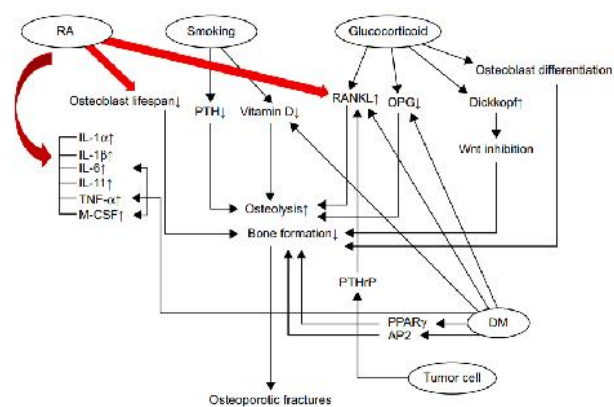 RA
Smoking
Glucocorticoid
Osteoblast differentiation
Osteoblast lifespan↓
PTH↓
Vitamin D↓
RANKL↑
OPG↓
Dickkopf↑
IL-1α↑
IL-1β↑
IL-6↑
IL-11↑
TNF-α↑
M-CSF↑
Wnt inhibition
Osteolysis↑
Bone formation↓
PTHrP
PPARγ
AP2
DM
Tumor cell
Osteoporotic fractures